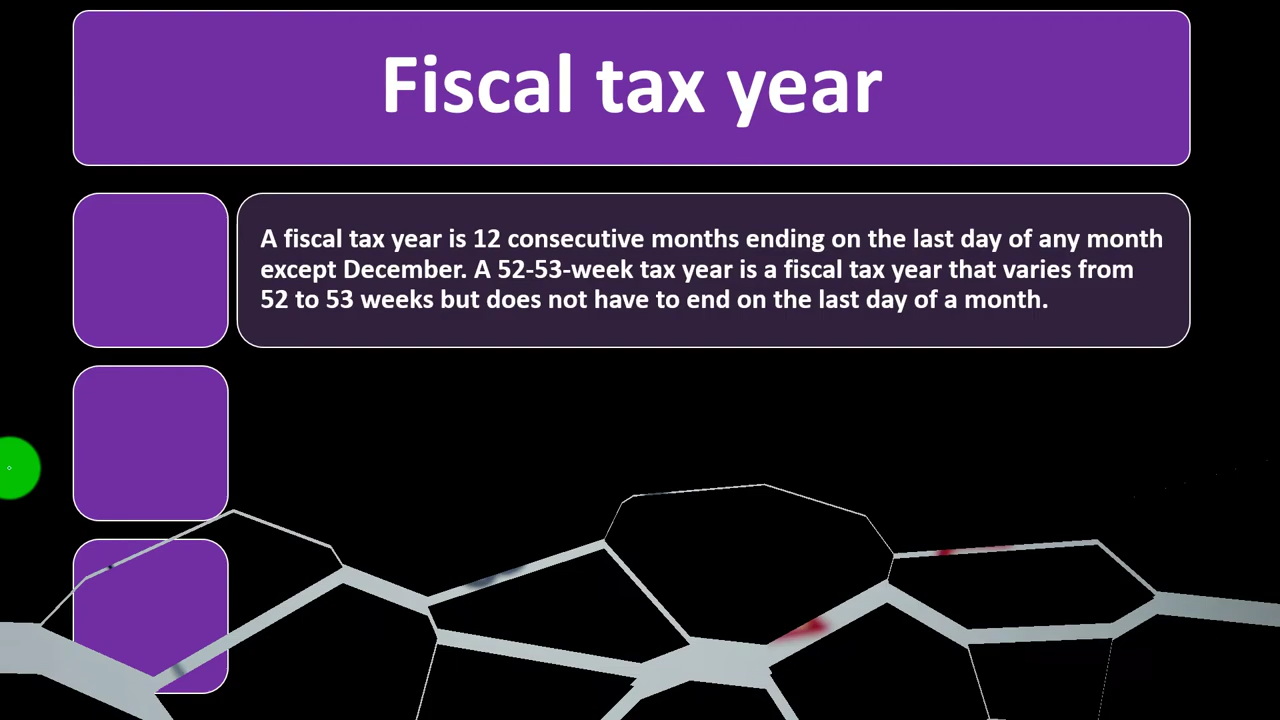 Fiscal tax year
A fiscal tax year is 12 consecutive months ending on the last day of any month
except December. A 52-53-week tax year is a fiscal tax year that varies from
52 to 53 weeks but does not have to end on the last day of a month.